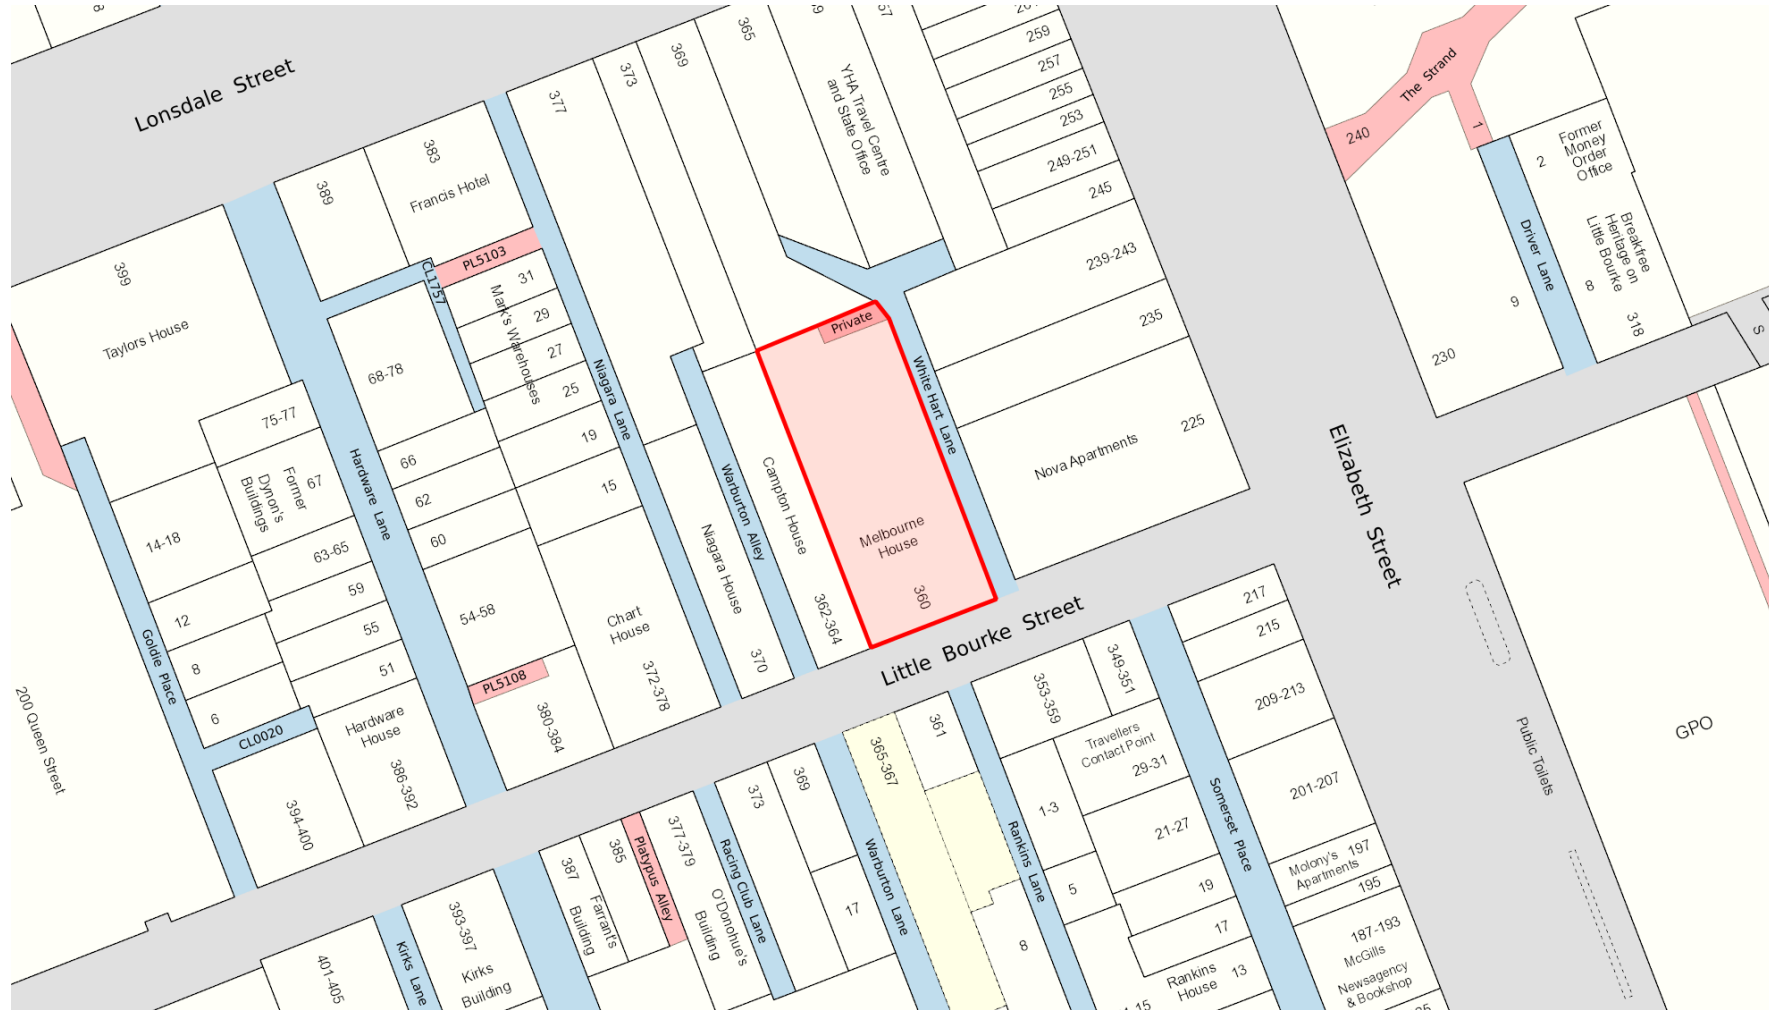 8
Lonsdale Street
365
57
259
257
255
253
249-251
245
YHA Travel Centre
and State Office
369
373
377
383
Francis Hotel
389
399
Taylors House
PL5103
CL1757
31
29
27
25
19
15
Mark's Warehouses
68-78
66
62
60
54-58
PL5108
380-384
Chart
House
372-378
Niagara Lane
Hardware Lane
75-77
Former
Dynon's
Buildings
67
63-65
59
55
51
Hardware
House
386-392
14-18
12
8
6
CL0020
394-400
Goldie Place
200 Queen Street
Niagara House
370
Warburton Alley
Campton House
362-364
Private
Melbourne
House
360
White Hart Lane
239-243
235
Nova Apartments
225
Elizabeth Street
Little Bourke Street
The Strand
240
1
2
Former
Money
Order
Office
Breakfree
Heritage on
Little Bourke
8
318
Driver Lane
9
230
S
217
215
209-213
201-207
Molony's
Apartments
197
195
187-193
McGills
Newsagency
& Bookshop
Somerset Place
349-351
353-359
Travellers
Contact Point
29-31
21-27
19
17
Rankins
House
13
1-3
5
8
Rankins Lane
361
365-367
Warburton Lane
369
17
373
Racing Club Lane
377-379
O'Donohue's
Building
Platypus Alley
385
387
Farrant's
Building
393-397
Kirks
Building
Kirks Lane
401-405
GPO
Public Toilets